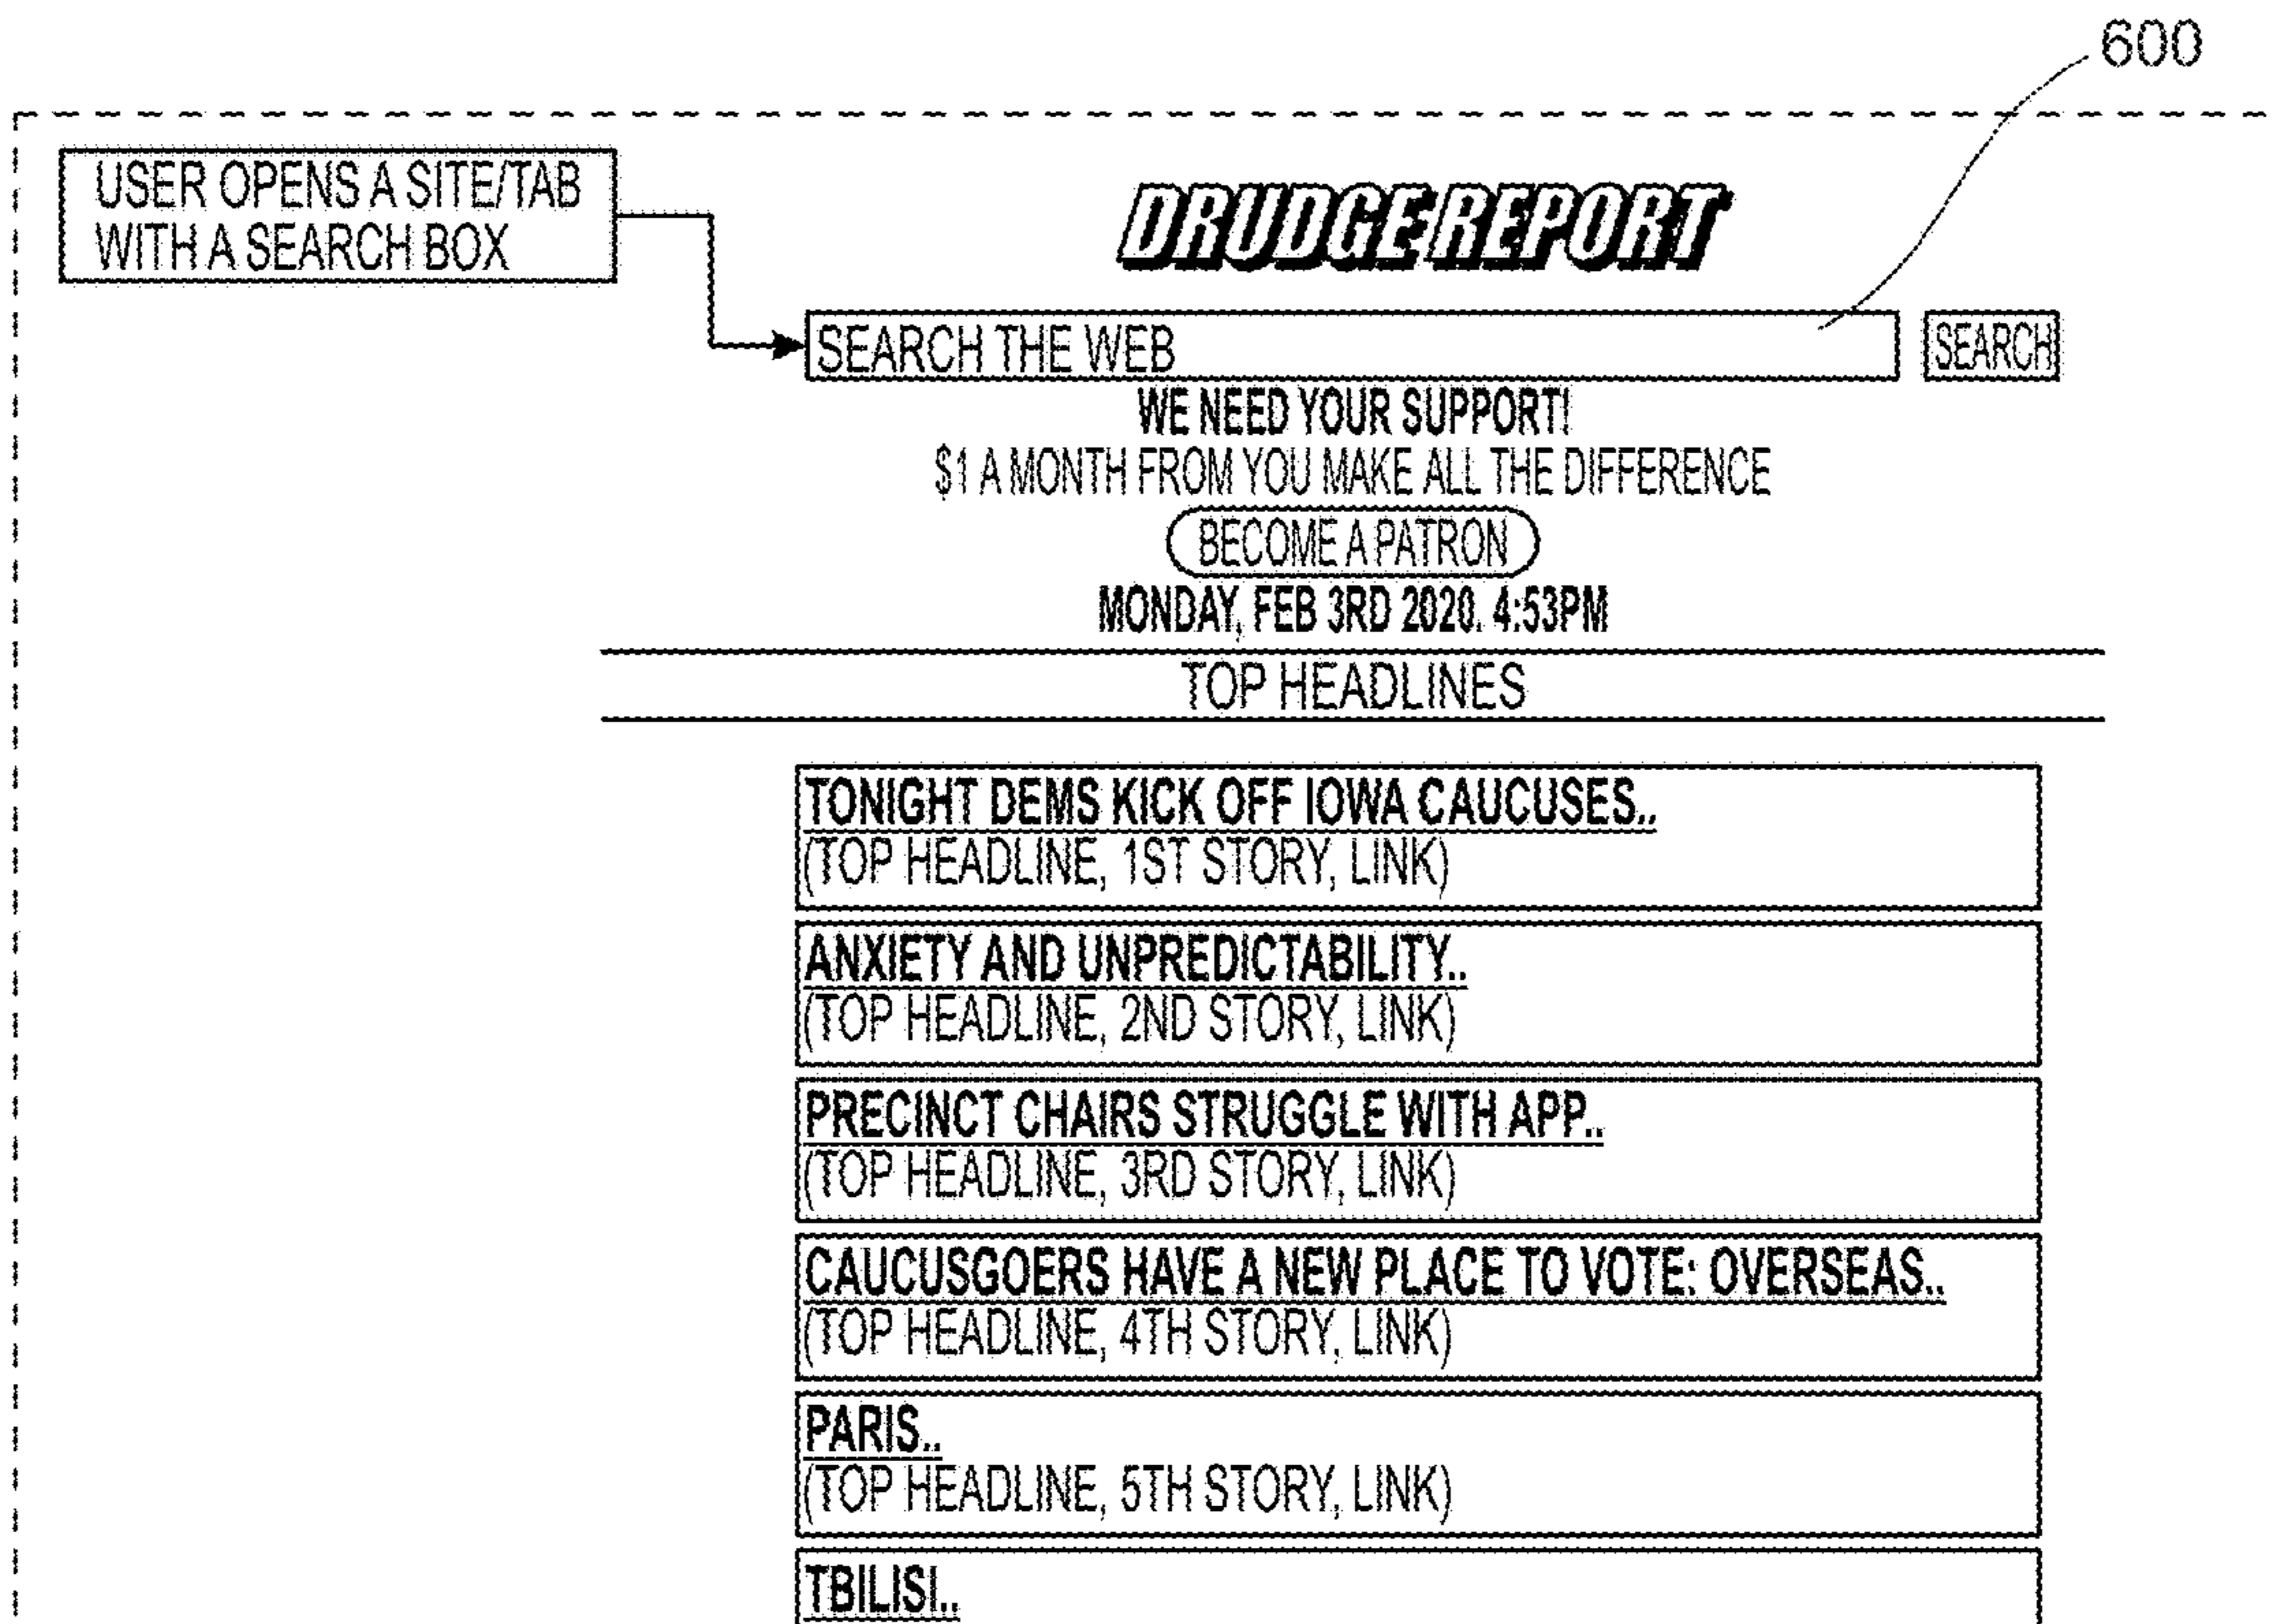 600
USER OPENS A SITE/TAB
WITH A SEARCH BOX
DRUDGE REPORT
SEARCH THE WEB
SEARCH
WE NEED YOUR SUPPORT!
$1 A MONTH FROM YOU MAKE ALL THE DIFFERENCE
BECOME A PATRON
MONDAY, FEB 3RD 2020. 4:53PM
TOP HEADLINES
TONIGHT DEMS KICK OFF IOWA CAUCUSES..
(TOP HEADLINE, 1ST STORY, LINK)
ANXIETY AND UNPREDICTABILITY..
(TOP HEADLINE, 2ND STORY, LINK)
PRECINCT CHAIRS STRUGGLE WITH APP..
(TOP HEADLINE, 3RD STORY, LINK)
CAUCUSGOERS HAVE A NEW PLACE TO VOTE: OVERSEAS..
(TOP HEADLINE, 4TH STORY, LINK)
PARIS..
(TOP HEADLINE, 5TH STORY, LINK)
TBILISI..